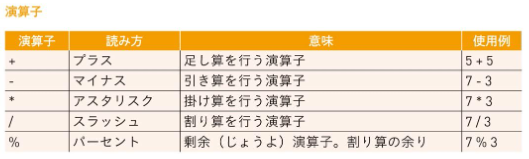 演算子
演算子 読み方 意味 使用例
+ プラス 足し算を行う演算子 5 + 5
- マイナス 引き算を行う演算子 7 - 3
* アスタリスク 掛け算を行う演算子 7 * 3
/ スラッシュ 割り算を行う演算子 7 / 3
% パーセント 剰余（じょうよ）演算子。割り算の余り 7 % 3